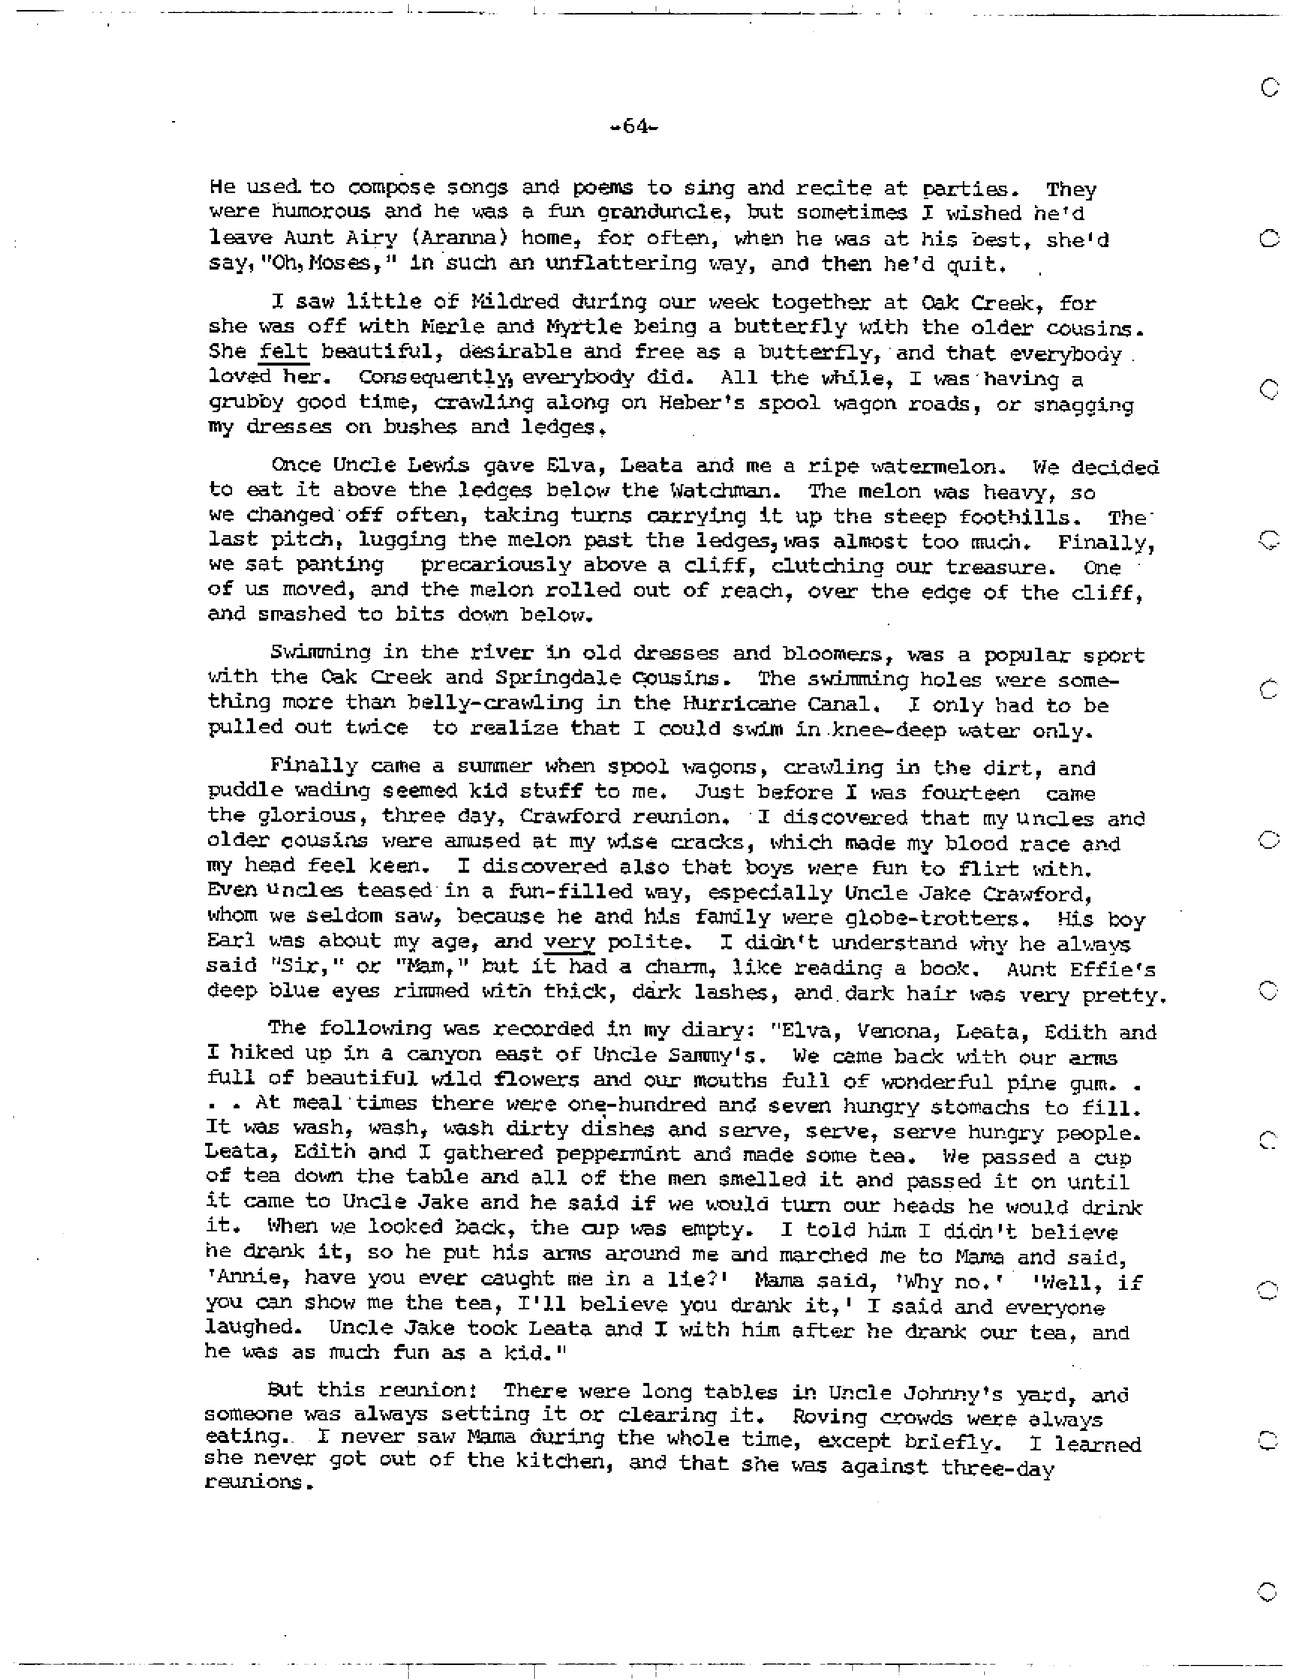 -64-
He used to compose songs and poems to sing and recite at parties. They
were humorous and he was a fun granduncle, but sometimes I wished he'd
leave Aunt Airy (Aranna) home, for often, when he was at his best, she'd
say, "Oh, Moses," in such an unflattering way, and then he'd quit.
I saw little of Mildred during our week together at Oak Creek, for
she was off with Merle and Myrtle being a butterfly with the older cousins.
She felt beautiful, desirable and free as a butterfly, and that everybody
loved her. Consequently, everybody did. All the while, I was having a
grubby good time, crawling along on Heber's spool wagon roads, or snagging
my dresses on bushes and ledges.
Once Uncle Lewis gave Elva, Leata and me a ripe watermelon. We decided
to eat it above the ledges below the Watchman. The melon was heavy, so
we changed off often, taking turns carrying it up the steep foothills. The
last pitch, lugging the melon past the ledges, was almost too much. Finally,
we sat panting precariously above a cliff, clutching our treasure. One
of us moved, and the melon rolled out of reach, over the edge of the cliff,
and smashed to bits down below.
Swimming in the river in old dresses and bloomers, was a popular sport
with the Oak Creek and Springdale cousins. The swimming holes were some-
thing more than belly-crawling in the Hurricane Canal. I only had to be
pulled out twice to realize that I could swim in knee-deep water only.
Finally came a summer when spool wagons, crawling in the dirt, and
puddle wading seemed kid stuff to me. Just before I was fourteen came
the glorious, three day, Crawford reunion. I discovered that my uncles and
older cousins were amused at my wise cracks, which made my blood race and
my head feel keen. I discovered also that boys were fun to flirt with.
Even uncles teased in a fun-filled way, especially Uncle Jake Crawford,
whom we seldom saw, because he and his family were globe-trotters. His boy
Earl was about my age, and very polite. I didn't understand why he always
said "Sir," or "Mam," but it had a charm, like reading a book. Aunt Effie's
deep blue eyes rimmed with thick, dark lashes, and dark hair was very pretty.
The following was recorded in my diary: "Elva, Venona, Leata, Edith and
I hiked up in a canyon east of Uncle Sammy's. We came back with our arms
full of beautiful wild flowers and our mouths full of wonderful pine gum. .
. . At meal times there were one-hundred and seven hungry stomachs to fill.
It was wash, wash, wash dirty dishes and serve, serve, serve hungry people.
Leata, Edith and I gathered peppermint and made some tea. We passed a cup
of tea down the table and all of the men smelled it and passed it on until
it came to Uncle Jake and he said if we would turn our heads he would drink
it. When we looked back, the cup was empty. I told him I didn't believe
he drank it, so he put his arms around me and marched me to Mama and said,
'Annie, have you ever caught me in a lie?' Mama said, 'Why no.' 'Well, if
you can show me the tea, I'll believe you drank it,' I said and everyone
laughed. Uncle Jake took Leata and I with him after he drank our tea, and
he was as much fun as a kid."
But this reunion! There were long tables in Uncle Johnny's yard, and
someone was always setting it or clearing it. Roving crowds were always
eating. I never saw Mama during the whole time, except briefly. I learned
she never got out of the kitchen, and that she was against three-day
reunions.